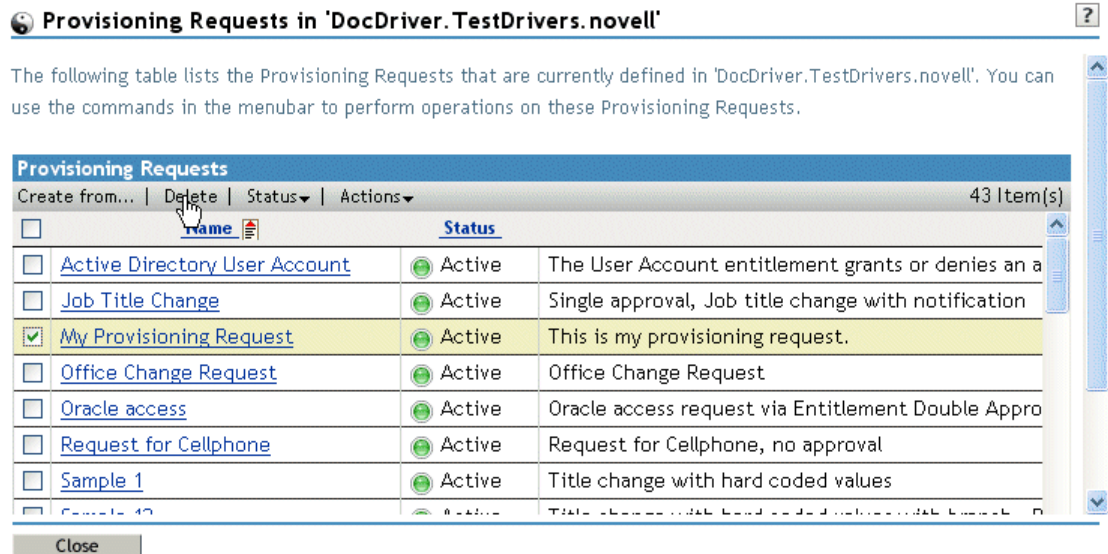 Provisioning Requests in 'DocDriver.TestDrivers.novell'
?
The following table lists the Provisioning Requests that are currently defined in 'DocDriver.TestDrivers.novell'. You can
use the commands in the menubar to perform operations on these Provisioning Requests.
Provisioning Requests
Create from... | Delete | Status | Actions 43 Item(s)
Name Status
Active Directory User Account Active The User Account entitlement grants or denies an a
Job Title Change Active Single approval, Job title change with notification
My Provisioning Request Active This is my provisioning request.
Office Change Request Active Office Change Request
Oracle access Active Oracle access request via Entitlement Double Appro
Request for Cellphone Active Request for Cellphone, no approval
Sample 1 Active Title change with hard coded values
Close